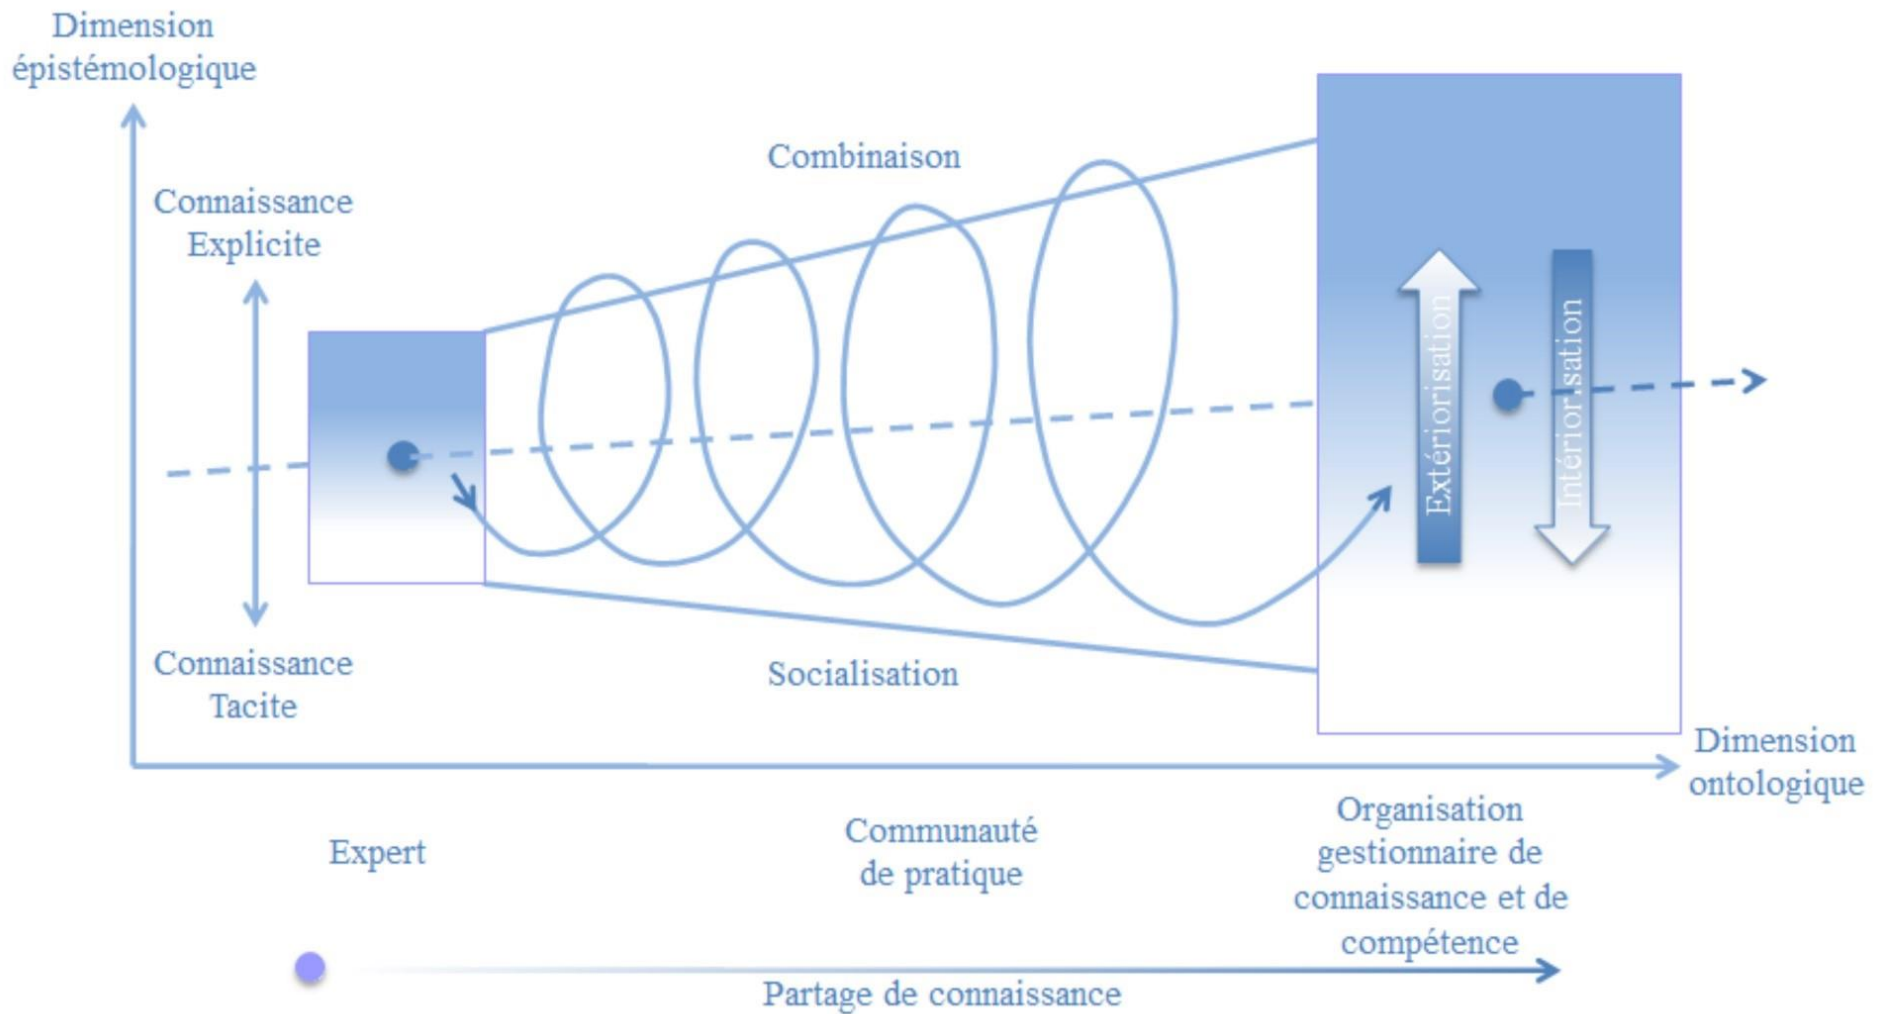 Dimension
épistémologique
Combinaison
Connaissance
Explicite
Extériorisation
Intériorisation
Connaissance
Tacite
Socialisation
Dimension
ontologique
Expert
Communauté
de pratique
Organisation
gestionnaire de
connaissance et de
compétence
Partage de connaissance